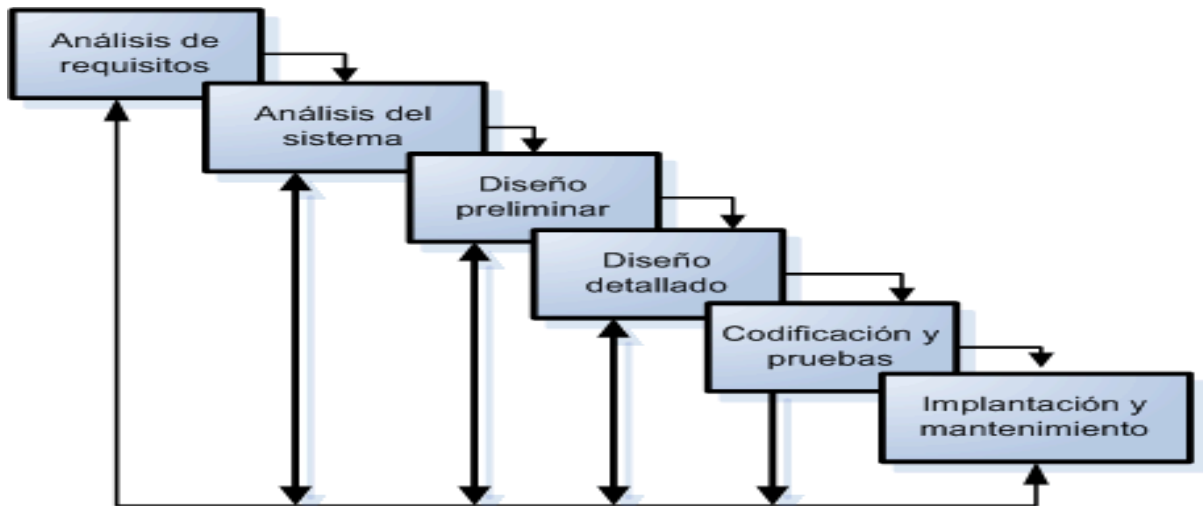 Análisis de
requisitos
Análisis del
sistema
Diseño
preliminar
Diseño
detallado
Codificación y
pruebas
Implantación y
mantenimiento